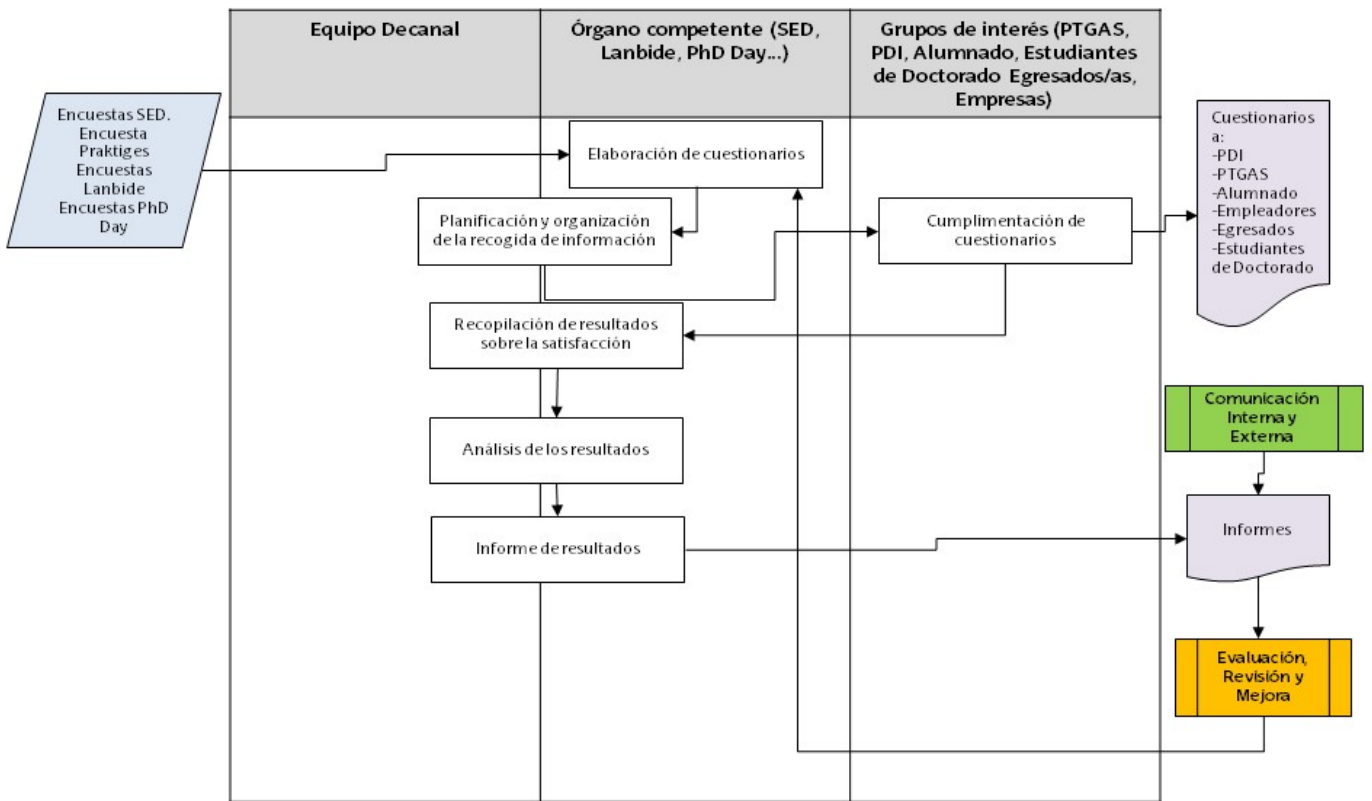 Equipo Decanal
Órgano competente (SED,
Lanbide, PhD Day...)
Grupos de interés (PTGAS,
PDI, Alumnado, Estudiantes
de Doctorado Egresados/as,
Empresas)
Encuestas SED.
Encuesta
Praktiges
Encuestas
Lanbide
Encuestas PhD
Day
Elaboración de cuestionarios
Cuestionarios
a:
-PDI
-PTGAS
-Alumnado
-Empleadores
-Egresados
-Estudiantes
de Doctorado
Planificación y organización
de la recogida de información
Cumplimentación de
cuestionarios
Recopilación de resultados
sobre la satisfacción
Comunicación
Interna y
Externa
Análisis de los resultados
Informe de resultados
Informes
Evaluación,
Revisión y
Mejora